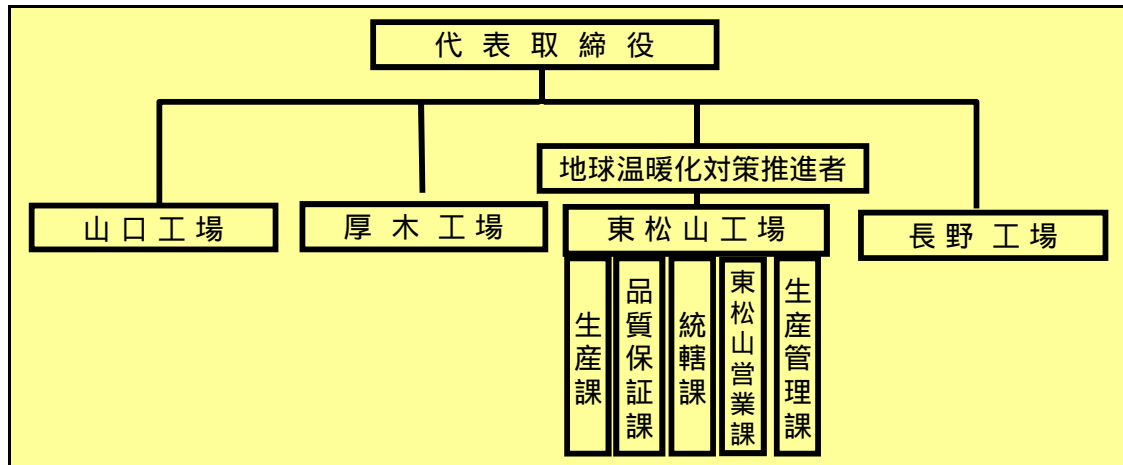 代表取締役
地球温暖化対策推進者
山口工場
厚木工場
東松山工場
長野工場
生産課
品質保証課
統轄課
東松山営業課
生産管理課